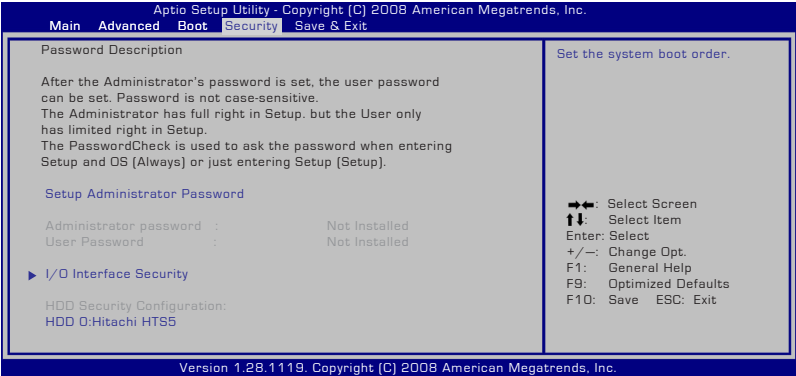 Aptio Setup Utility - Copyright (C) 2008 American Megatrends, Inc.
Main Advanced Boot Security Save & Exit
Password Description
After the Administrator's password is set, the user password
can be set. Password is not case-sensitive.
The Administrator has full right in Setup. but the User only
has limited right in Setup.
The PasswordCheck is used to ask the password when entering
Setup and OS (Always) or just entering Setup (Setup).
Setup Administrator Password
Administrator password : Not Installed
User Password : Not Installed
I/O Interface Security
HDD Security Configuration:
HDD 0:Hitachi HTS5
Set the system boot order.
→←: Select Screen
↑↓: Select Item
Enter: Select
+/—: Change Opt.
F1: General Help
F9: Optimized Defaults
F10: Save ESC: Exit
Version 1.28.1119. Copyright (C) 2008 American Megatrends, Inc.